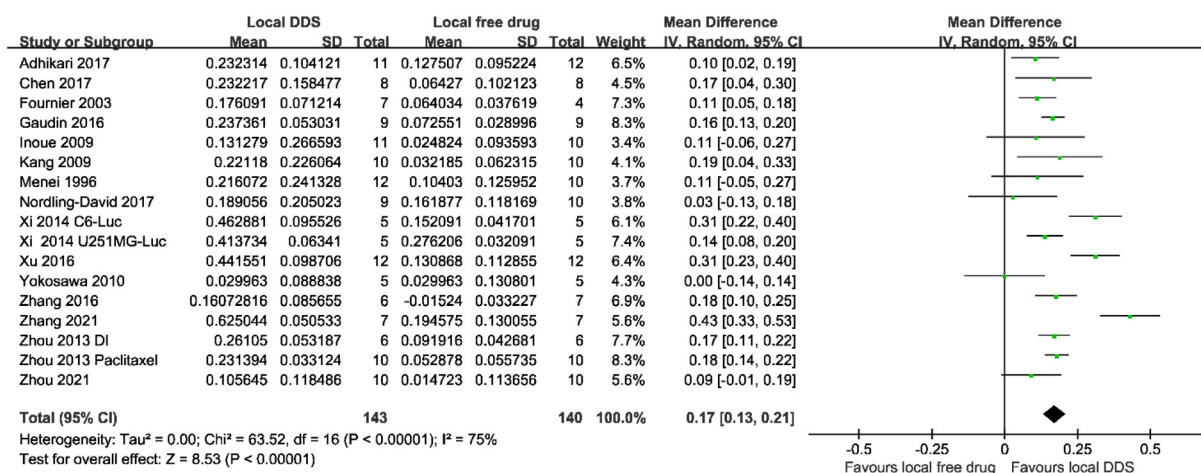 Local DDS Local free drug Mean Difference Mean Difference
Study or Subgroup Mean SD Total Mean SD Total Weight IV, Random, 95% CI IV, Random, 95% CI
Adhikari 2017 0.232314 0.104121 11 0.127507 0.095224 12 6.5% 0.10 [0.02, 0.19]
Chen 2017 0.232217 0.158477 8 0.06427 0.102123 8 4.5% 0.17 [0.04, 0.30]
Fournier 2003 0.176091 0.071214 7 0.064034 0.037619 4 7.3% 0.11 [0.05, 0.18]
Gaudin 2016 0.237361 0.053031 9 0.072551 0.028996 9 8.3% 0.16 [0.13, 0.20]
Inoue 2009 0.131279 0.266593 11 0.024824 0.093593 10 3.4% 0.11 [-0.06, 0.27]
Kang 2009 0.22118 0.226064 10 0.032185 0.062315 10 4.1% 0.19 [0.04, 0.33]
Menei 1996 0.216072 0.241328 12 0.10403 0.125952 10 3.7% 0.11 [-0.05, 0.27]
Nordling-David 2017 0.189056 0.205023 9 0.161877 0.118169 10 3.8% 0.03 [-0.13, 0.18]
Xi 2014 C6-Luc 0.462881 0.095526 5 0.152091 0.041701 5 6.1% 0.31 [0.22, 0.40]
Xi 2014 U251MG-Luc 0.413734 0.06341 5 0.276206 0.032091 5 7.4% 0.14 [0.08, 0.20]
Xu 2016 0.441551 0.098706 12 0.130868 0.112855 12 6.5% 0.31 [0.23, 0.40]
Yokosawa 2010 0.029963 0.088838 5 0.029963 0.130801 5 4.2% 0.00 [-0.14, 0.14]
Zhang 2016 0.16072816 0.085655 6 -0.01524 0.033227 7 6.9% 0.18 [0.10, 0.25]
Zhang 2021 0.625044 0.050533 7 0.194575 0.130055 7 5.6% 0.43 [0.33, 0.53]
Zhou 2013 DI 0.26105 0.053187 6 0.091916 0.042681 6 7.7% 0.17 [0.11, 0.22]
Zhou 2013 Paclitaxel 0.231394 0.033124 10 0.052878 0.055735 10 8.3% 0.18 [0.14, 0.22]
Zhou 2021 0.105645 0.118486 10 0.014723 0.113656 10 5.6% 0.09 [-0.01, 0.19]
Total (95% CI) 143 140 100.0% 0.17 [0.13, 0.21]
Heterogeneity: Tau² = 0.00; Chi² = 63.52, df = 16 (P < 0.00001); I² = 75%
Test for overall effect: Z = 8.53 (P < 0.00001)
-0.5 -0.25 0 0.25 0.5
Favours local free drug Favours local DDS